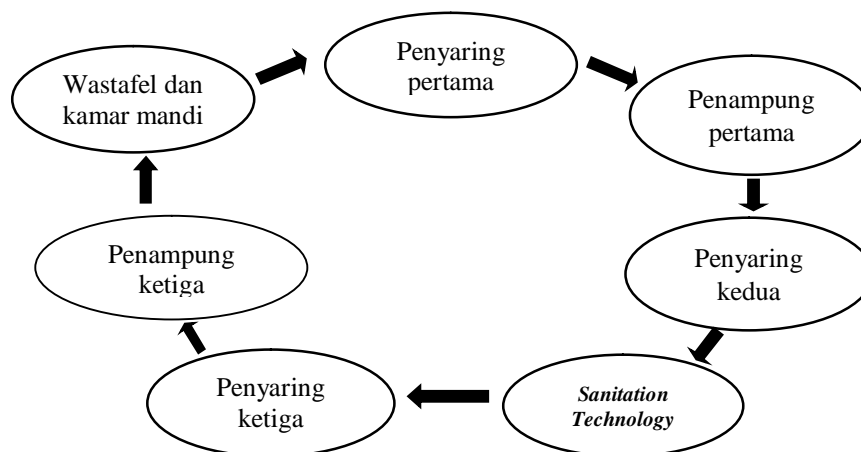 Wastafel dan
kamar mandi
Penyaring
pertama
Penampung
pertama
Penyaring
kedua
Sanitation
Technology
Penyaring
ketiga
Penampung
ketiga